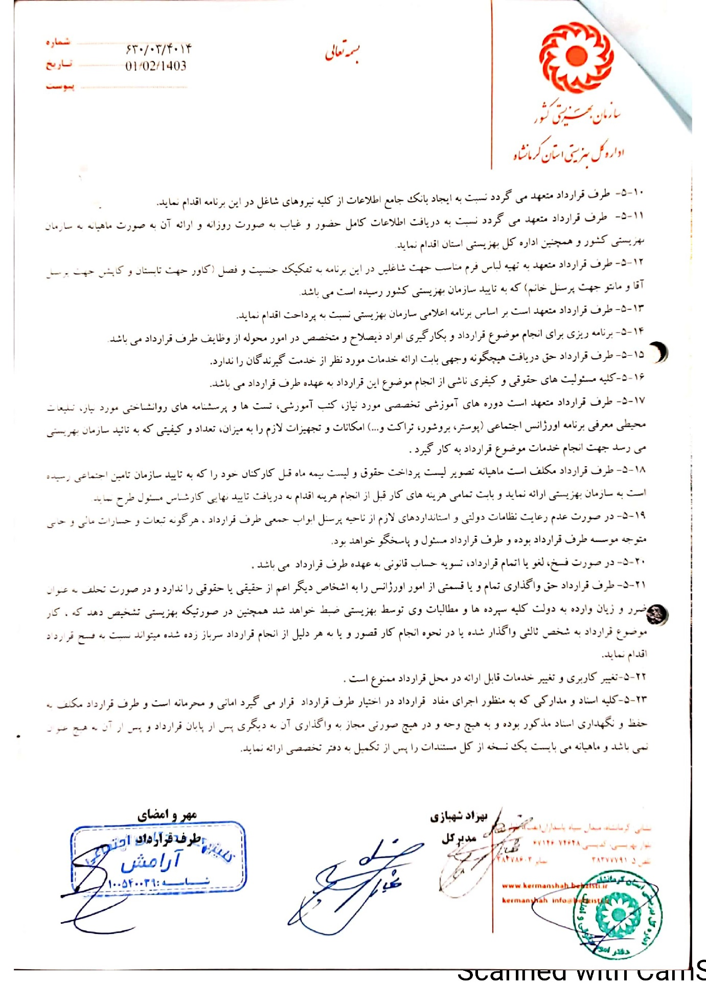 بسمه تعالی
شماره ۶۳۰/۰۳/۴۰۱۴
تاریخ 01/02/1403
پیوست
سازمان بهزیستی کشور
اداره کل بهزیستی استان کرمانشاه
۵-۱۰- طرف قرارداد متعهد می گردد نسبت به ایجاد بانک جامع اطلاعات از کلیه نیروهای شاغل در این برنامه اقدام نماید.
۵-۱۱- طرف قرارداد متعهد می گردد نسبت به دریافت اطلاعات کامل حضور و غیاب به صورت روزانه و ارائه آن به صورت ماهیانه به سازمان
بهزیستی کشور و همچنین اداره کل بهزیستی استان اقدام نماید.
۵-۱۲- طرف قرارداد متعهد به تهیه لباس فرم مناسب جهت شاغلین در این برنامه به تفکیک جنسیت و فصل (کاور جهت تابستان و کاپشن جهت پرسنل
آقا و مانتو جهت پرسنل خانم) که به تایید سازمان بهزیستی کشور رسیده است می باشد.
۵-۱۳- طرف قرارداد متعهد است بر اساس برنامه اعلامی سازمان بهزیستی نسبت به پرداخت اقدام نماید.
۵-۱۴- برنامه ریزی برای انجام موضوع قرارداد و بکارگیری افراد ذیصلاح و متخصص در امور محوله از وظایف طرف قرارداد می باشد.
۵-۱۵- طرف قرارداد حق دریافت هیچگونه وجهی بابت ارائه خدمات مورد نظر از خدمت گیرندگان را ندارد.
۵-۱۶-کلیه مسئولیت های حقوقی و کیفری ناشی از انجام موضوع این قرارداد به عهده طرف قرارداد می باشد.
۵-۱۷- طرف قرارداد متعهد است دوره های آموزشی تخصصی مورد نیاز، کتب آموزشی، تست ها و پرسشنامه های روانشناختی مورد نیاز، تبلیغات
محیطی معرفی برنامه اورژانس اجتماعی (پوستر، بروشور، تراکت و...) امکانات و تجهیزات لازم را به میزان، تعداد و کیفیتی که به تائید سازمان بهزیستی
می رسد جهت انجام خدمات موضوع قرارداد به کار گیرد .
۵-۱۸- طرف قرارداد مکلف است ماهیانه تصویر لیست پرداخت حقوق و لیست بیمه ماه قبل کارکنان خود را که به تایید سازمان تامین اجتماعی رسیده
است به سازمان بهزیستی ارائه نماید و بابت تمامی هزینه های کار قبل از انجام هزینه اقدام به دریافت تایید نهایی کارشناس مسئول طرح نماید.
۵-۱۹- در صورت عدم رعایت نظامات دولتی و استانداردهای لازم از ناحیه پرسنل ابواب جمعی طرف قرارداد ، هرگونه تبعات و خسارات مالی و جانی
متوجه موسسه طرف قرارداد بوده و طرف قرارداد مسئول و پاسخگو خواهد بود.
۵-۲۰- در صورت فسخ، لغو یا اتمام قرارداد، تسویه حساب قانونی به عهده طرف قرارداد می باشد .
۵-۲۱- طرف قرارداد حق واگذاری تمام و یا قسمتی از امور اورژانس را به اشخاص دیگر اعم از حقیقی یا حقوقی را ندارد و در صورت تخلف به عنوان
ضرر و زیان وارده به دولت کلیه سپرده ها و مطالبات وی توسط بهزیستی ضبط خواهد شد همچنین در صورتیکه بهزیستی تشخیص دهد که ، کار
موضوع قرارداد به شخص ثالثی واگذار شده یا در نحوه انجام کار قصور و یا به هر دلیل از انجام قرارداد سرباز زده شده میتواند نسبت به فسخ قرارداد
اقدام نماید.
۵-۲۲-تغییر کاربری و تغییر خدمات قابل ارائه در محل قرارداد ممنوع است .
۵-۲۳-کلیه اسناد و مدارکی که به منظور اجرای مفاد قرارداد در اختیار طرف قرارداد قرار می گیرد امانی و محرمانه است و طرف قرارداد مکلف به
حفظ و نگهداری اسناد مذکور بوده و به هیچ وجه و در هیچ صورتی مجاز به واگذاری آن به دیگری پس از پایان قرارداد و پس از آن به هیچ عنوان
نمی باشد و ماهیانه می بایست یک نسخه از کل مستندات را پس از تکمیل به دفتر تخصصی ارائه نماید.
بهزاد شهبازی
مدیرکل
مهر و امضای
طرف قرارداد
اجتماعی
آرامش
شناسه :۱۰۰۵۴۰۰۳۹
نشانی: کرمانشاه، میدان سپاه پاسداران
بلوار بهزیستی، کدپستی ۷۴۶۴۸ ۶۷۱۴۶
www.kermanshah.behzisti.ir
kermanshah info@behzisti